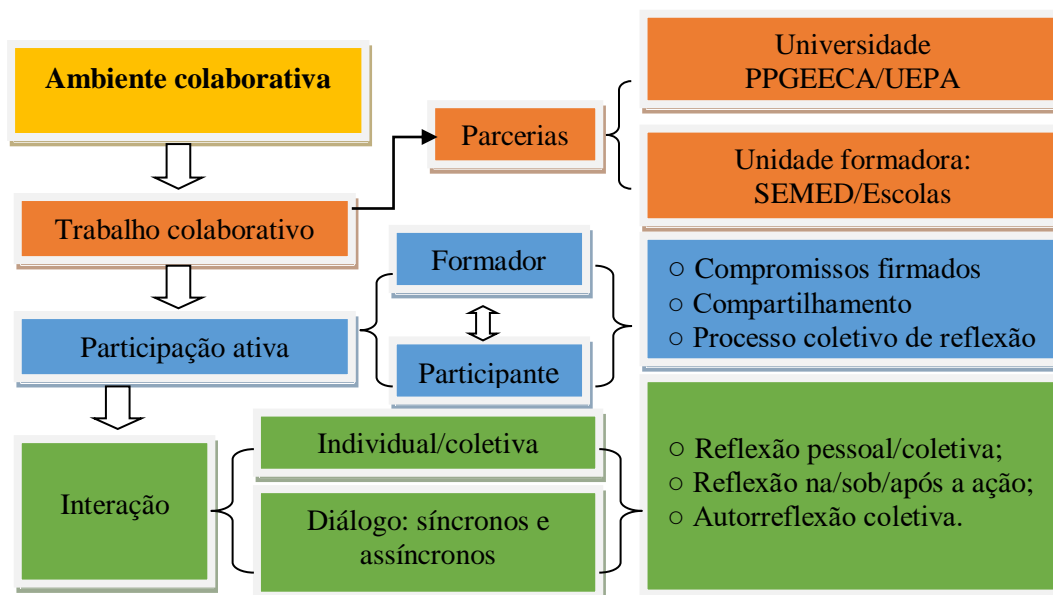 Ambiente colaborativa
Universidade
PPGEECA/UEPA
Parcerias
Unidade formadora:
SEMED/Escolas
Trabalho colaborativo
Formador
○ Compromissos firmados
○ Compartilhamento
○ Processo coletivo de reflexão
Participação ativa
Participante
Individual/coletiva
Interação
Diálogo: síncronos e
assíncronos
○ Reflexão pessoal/coletiva;
○ Reflexão na/sob/após a ação;
○ Autorreflexão coletiva.